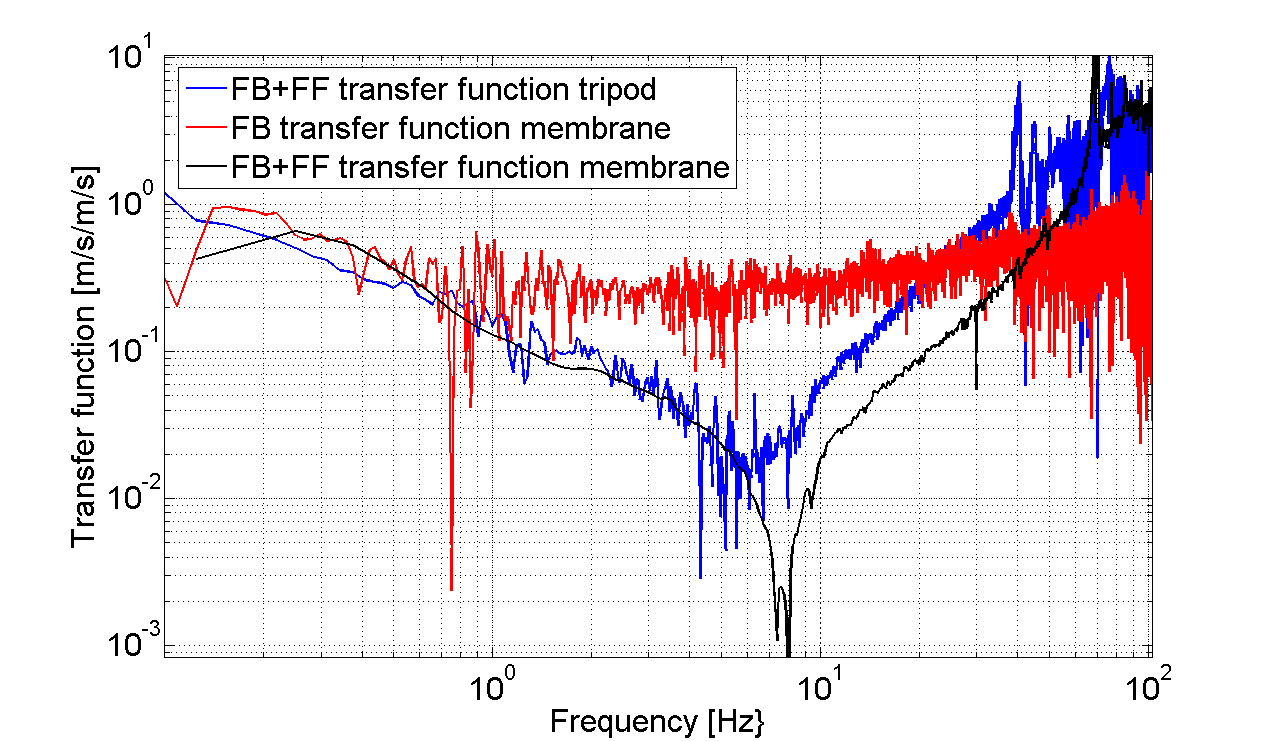 10^1
10^0
10^-1
10^-2
10^-3
Transfer function [m/s/m/s]
FB+FF transfer function tripod
FB transfer function membrane
FB+FF transfer function membrane
10^0
10^1
10^2
Frequency [Hz}